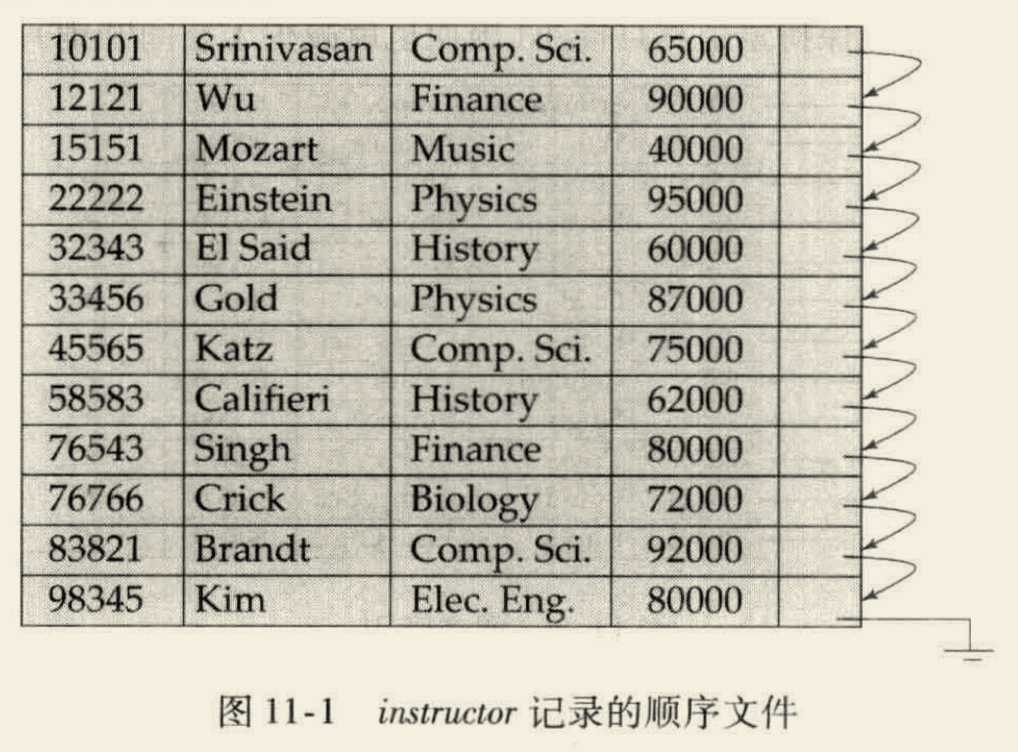 10101 Srinivasan Comp. Sci. 65000
12121 Wu Finance 90000
15151 Mozart Music 40000
22222 Einstein Physics 95000
32343 El Said History 60000
33456 Gold Physics 87000
45565 Katz Comp. Sci. 75000
58583 Califieri History 62000
76543 Singh Finance 80000
76766 Crick Biology 72000
83821 Brandt Comp. Sci. 92000
98345 Kim Elec. Eng. 80000
图 11-1 instructor 记录的顺序文件